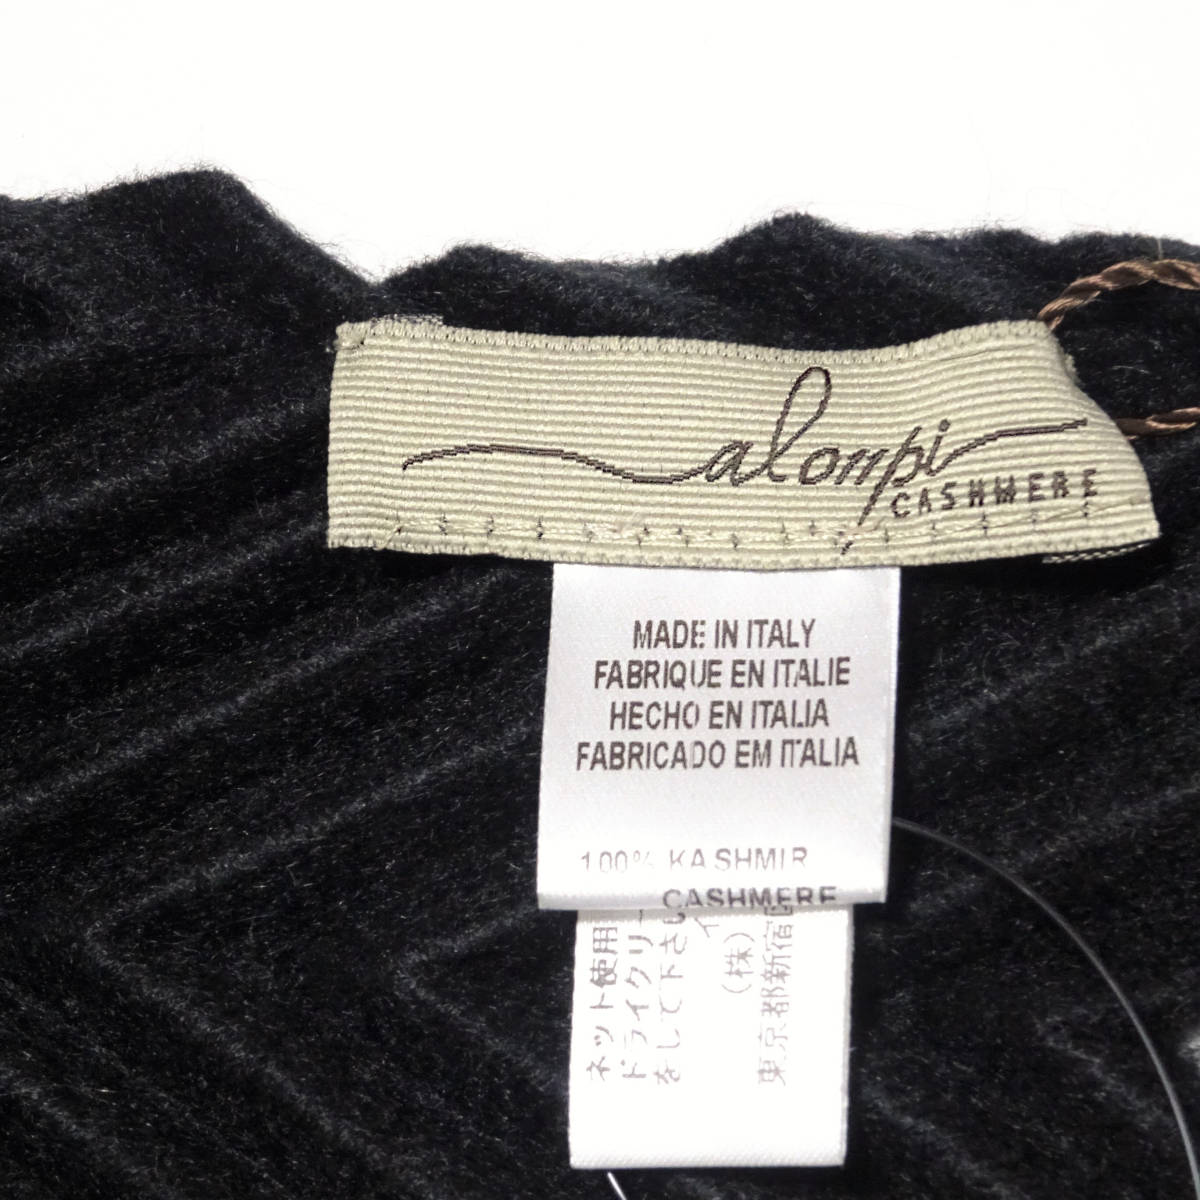 alonpi
CASHMERE
MADE IN ITALY
FABRIQUE EN ITALIE
HECHO EN ITALIA
FABRICADO EM ITALIA
100% KASHMIR
CASHMERE
ネット使用
ドライクリー
をして下さい
(株)
東京都新宿区